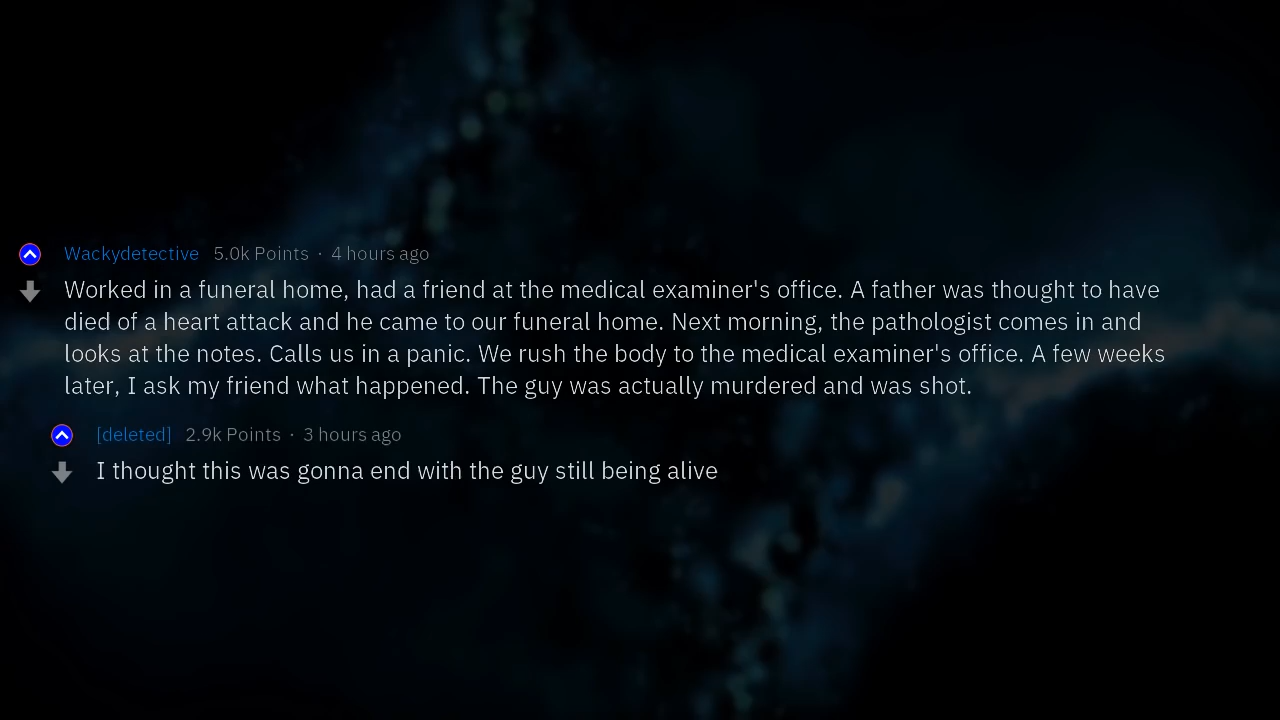 Wackydetective 5.0k Points · 4 hours ago
Worked in a funeral home, had a friend at the medical examiner's office. A father was thought to have
died of a heart attack and he came to our funeral home. Next morning, the pathologist comes in and
looks at the notes. Calls us in a panic. We rush the body to the medical examiner's office. A few weeks
later, I ask my friend what happened. The guy was actually murdered and was shot.
[deleted] 2.9k Points · 3 hours ago
I thought this was gonna end with the guy still being alive